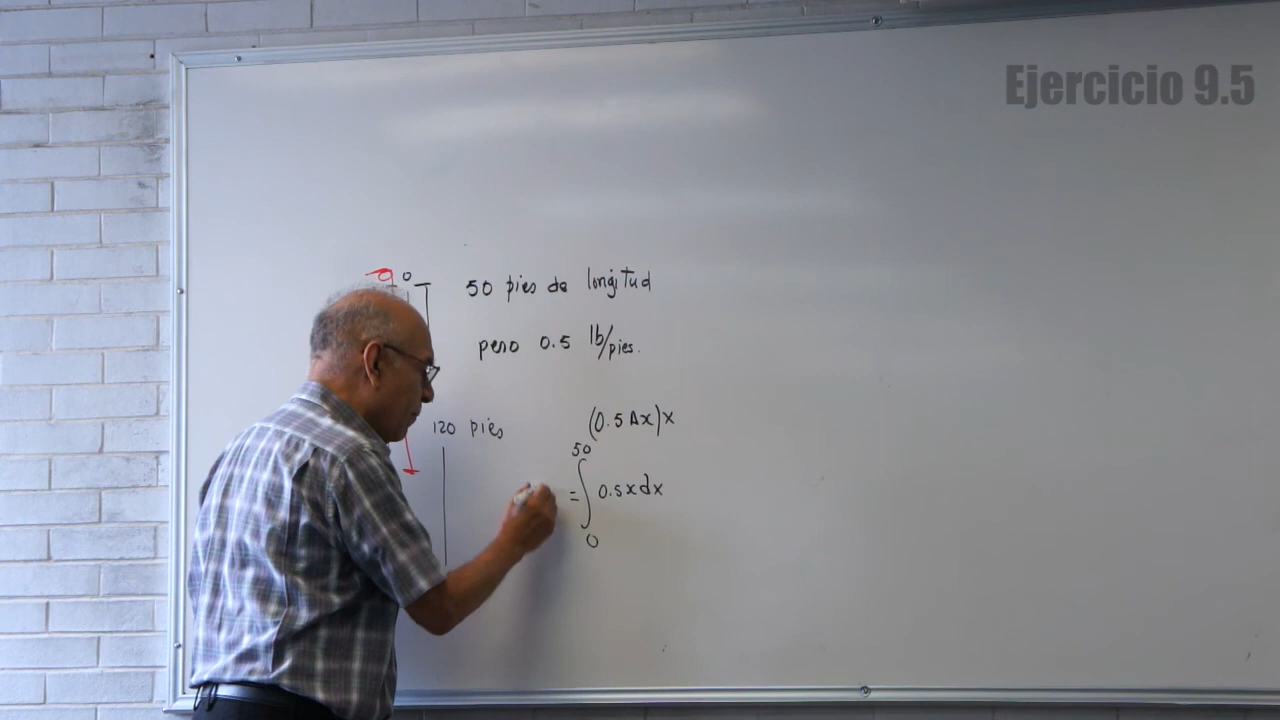 Ejercicio 9.5
0
50 pies de longitud
peso 0.5 lb/pies.
120 pies
(0.5 Δx)x
50
= ∫ 0.5x dx
0